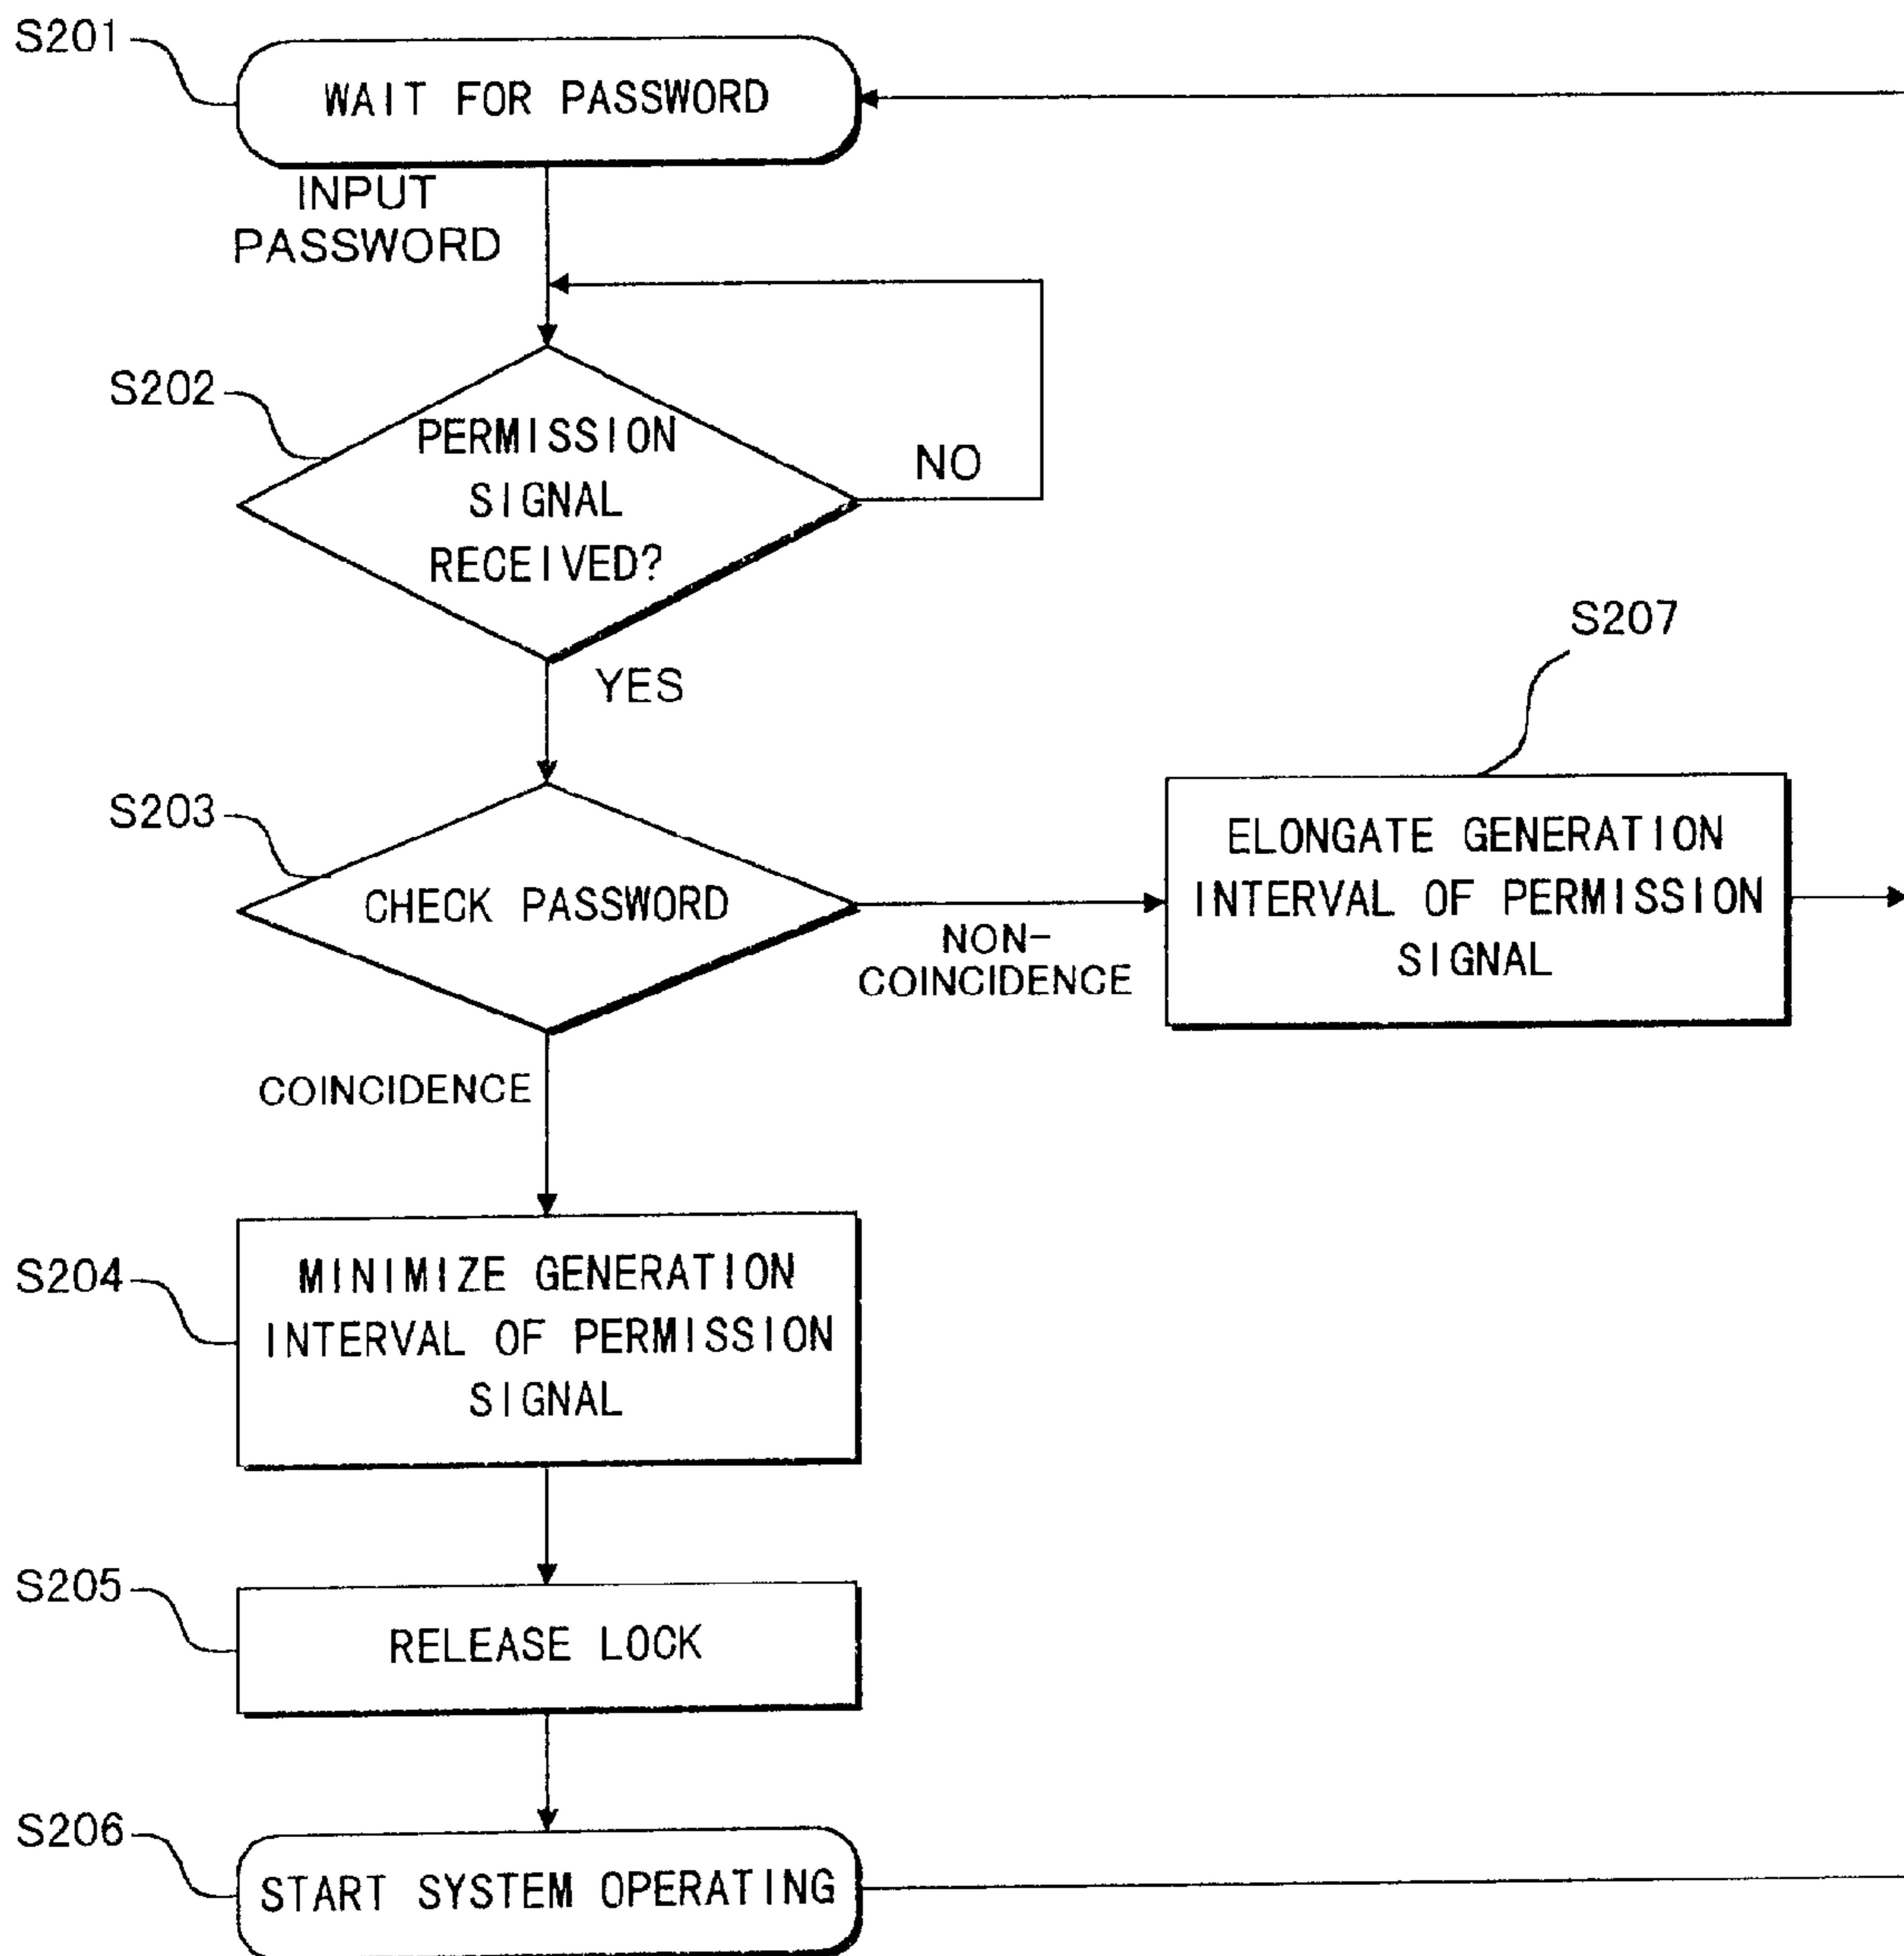 S201
WAIT FOR PASSWORD
INPUT
PASSWORD
S202
PERMISSION
SIGNAL
RECEIVED?
NO
YES
S207
S203
CHECK PASSWORD
NON-
COINCIDENCE
ELONGATE GENERATION
INTERVAL OF PERMISSION
SIGNAL
COINCIDENCE
S204
MINIMIZE GENERATION
INTERVAL OF PERMISSION
SIGNAL
S205
RELEASE LOCK
S206
START SYSTEM OPERATING